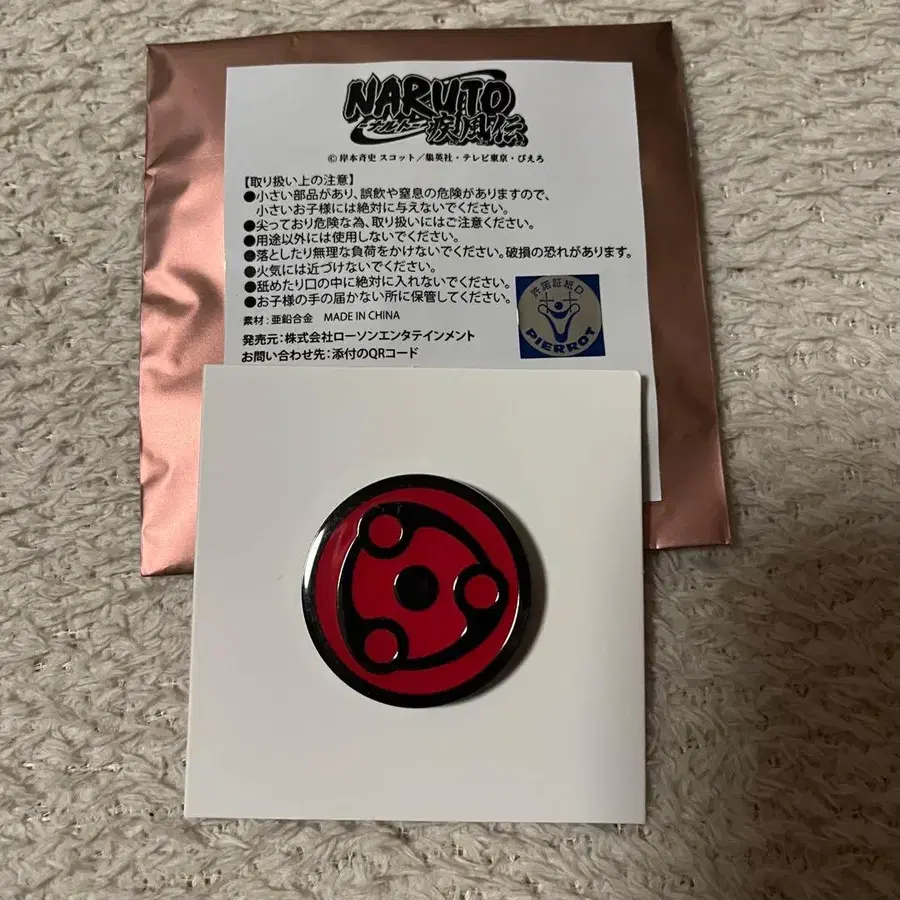 NARUTO
ーナルトー 疾風伝
© 岸本斉史 スコット／集英社・テレビ東京・ぴえろ
【取り扱い上の注意】
●小さい部品があり、誤飲や窒息の危険がありますので、
小さいお子様には絶対に与えないでください。
●尖っており危険な為、取り扱いにはご注意ください。
●用途以外には使用しないでください。
●落としたり無理な負荷をかけないでください。破損の恐れがあります。
●火気には近づけないでください。
●舐めたり口の中に絶対に入れないでください。
●お子様の手の届かない所に保管してください。
素材：亜鉛合金 MADE IN CHINA
発売元：株式会社ローソンエンタテインメント
お問い合わせ先：添付のQRコード
許諾証紙D
PIERROT